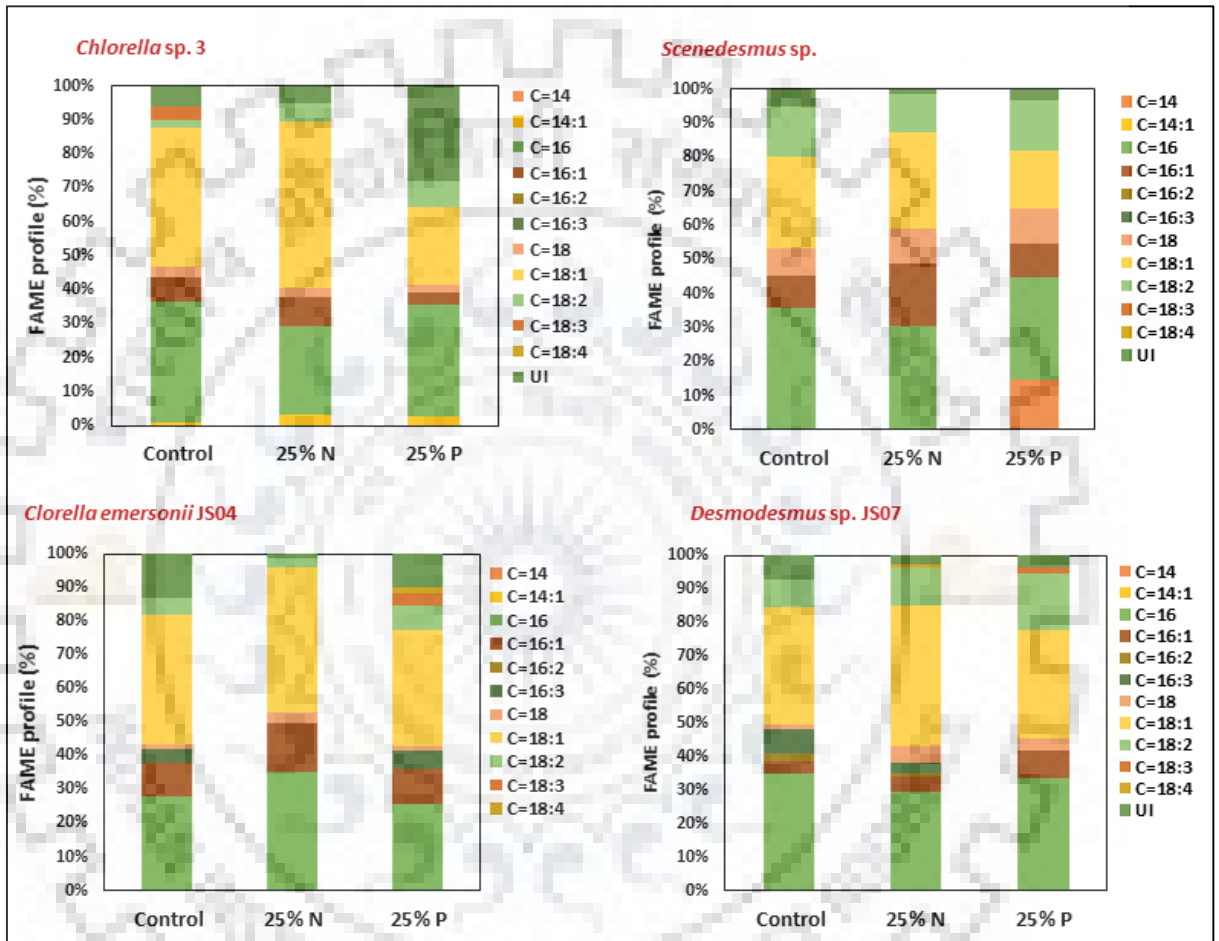 Chlorella sp. 3
FAME profile (%)
100%
90%
80%
70%
60%
50%
40%
30%
20%
10%
0%
Control 25% N 25% P
C=14
C=14:1
C=16
C=16:1
C=16:2
C=16:3
C=18
C=18:1
C=18:2
C=18:3
C=18:4
UI
Scenedesmus sp.
FAME profile (%)
100%
90%
80%
70%
60%
50%
40%
30%
20%
10%
0%
Control 25% N 25% P
C=14
C=14:1
C=16
C=16:1
C=16:2
C=16:3
C=18
C=18:1
C=18:2
C=18:3
C=18:4
UI
Clorella emersonii JS04
FAME profile (%)
100%
90%
80%
70%
60%
50%
40%
30%
20%
10%
0%
Control 25% N 25% P
C=14
C=14:1
C=16
C=16:1
C=16:2
C=16:3
C=18
C=18:1
C=18:2
C=18:3
C=18:4
Desmodesmus sp. JS07
FAME profile (%)
100%
90%
80%
70%
60%
50%
40%
30%
20%
10%
0%
Control 25% N 25% P
C=14
C=14:1
C=16
C=16:1
C=16:2
C=16:3
C=18
C=18:1
C=18:2
C=18:3
C=18:4
UI